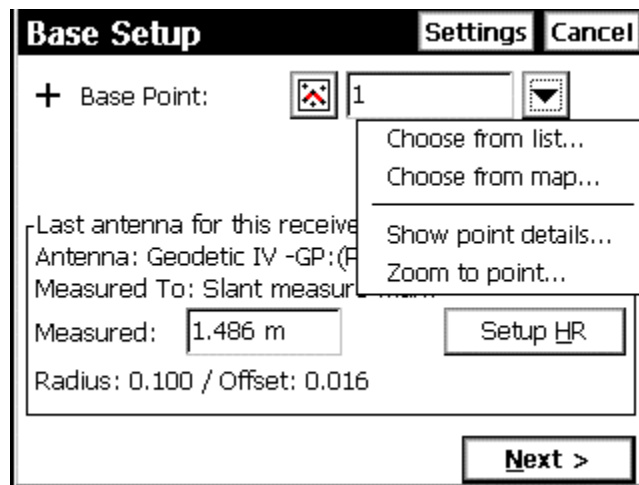 Base Setup Settings Cancel
Base Point: 1
Choose from list...
Choose from map...
Show point details...
Zoom to point...
Last antenna for this receive
Antenna: Geodetic IV -GP:(
Measured To: Slant measure
Measured: 1.486 m Setup HR
Radius: 0.100 / Offset: 0.016
Next >